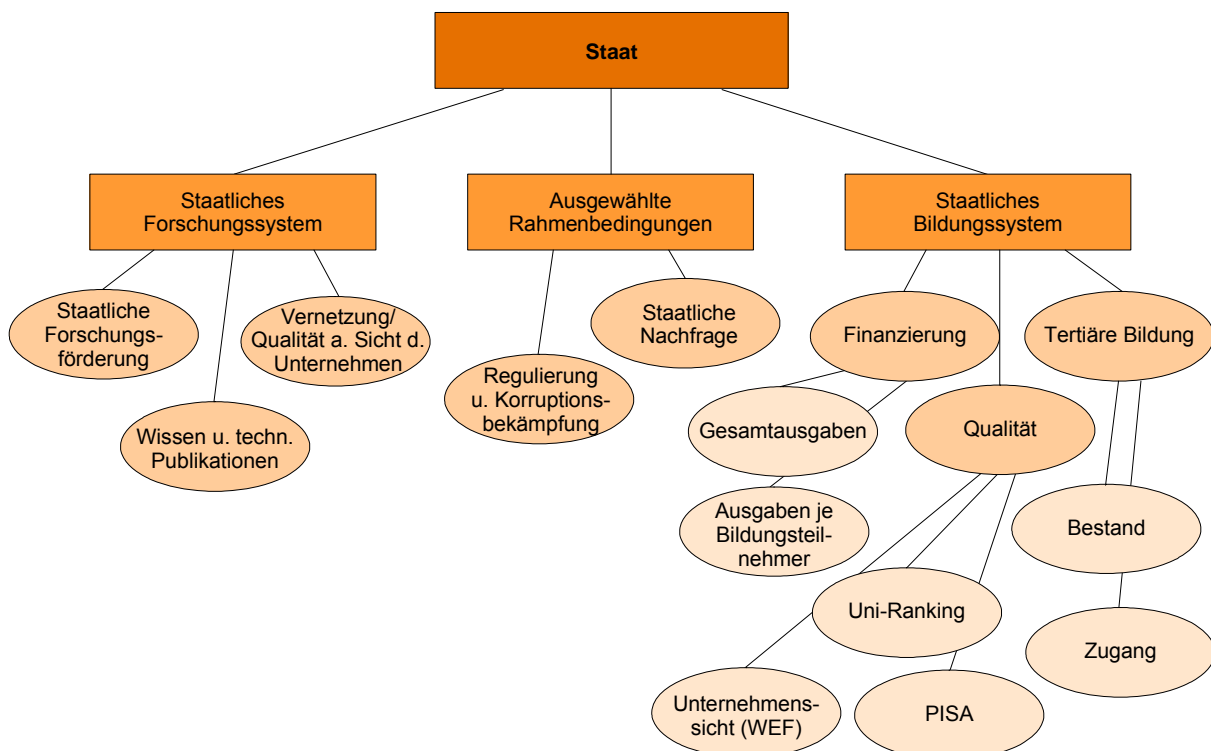 Staat
Staatliches
Forschungssystem
Ausgewählte
Rahmenbedingungen
Staatliches
Bildungssystem
Staatliche
Forschungs-
förderung
Vernetzung/
Qualität a. Sicht d.
Unternehmen
Wissen u. techn.
Publikationen
Staatliche
Nachfrage
Regulierung
u. Korruptions-
bekämpfung
Finanzierung
Tertiäre Bildung
Gesamtausgaben
Qualität
Ausgaben je
Bildungsteil-
nehmer
Bestand
Uni-Ranking
Zugang
Unternehmens-
sicht (WEF)
PISA